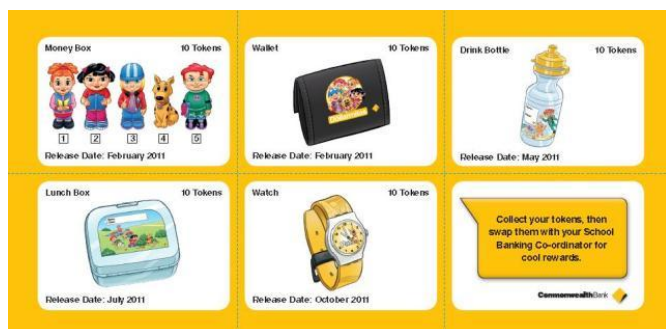 Money Box 10 Tokens
1 2 3 4 5
Release Date: February 2011
Wallet 10 Tokens
Release Date: February 2011
Drink Bottle 10 Tokens
Release Date: May 2011
Lunch Box 10 Tokens
Release Date: July 2011
Watch 10 Tokens
Release Date: October 2011
Collect your tokens, then
swap them with your School
Banking Co-ordinator for
cool rewards.
CommonwealthBank